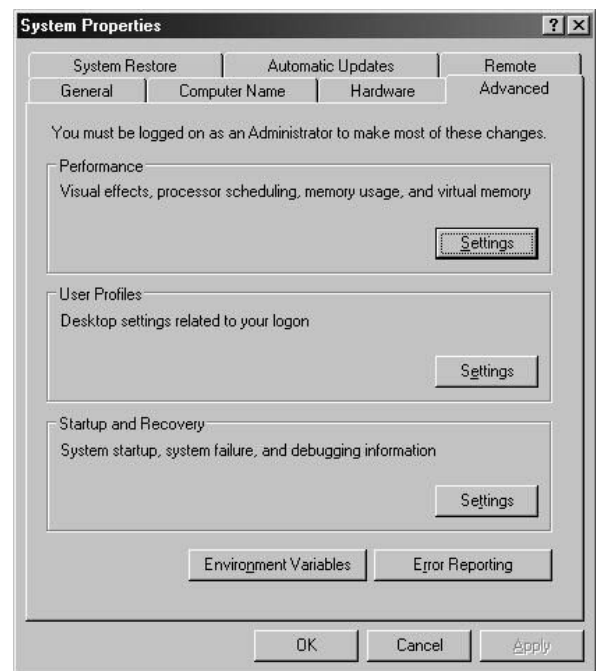 System Properties
? ×
System Restore
Automatic Updates
Remote
General
Computer Name
Hardware
Advanced
You must be logged on as an Administrator to make most of these changes.
Performance
Visual effects, processor scheduling, memory usage, and virtual memory
Settings
User Profiles
Desktop settings related to your logon
Settings
Startup and Recovery
System startup, system failure, and debugging information
Settings
Environment Variables
Error Reporting
OK
Cancel
Apply